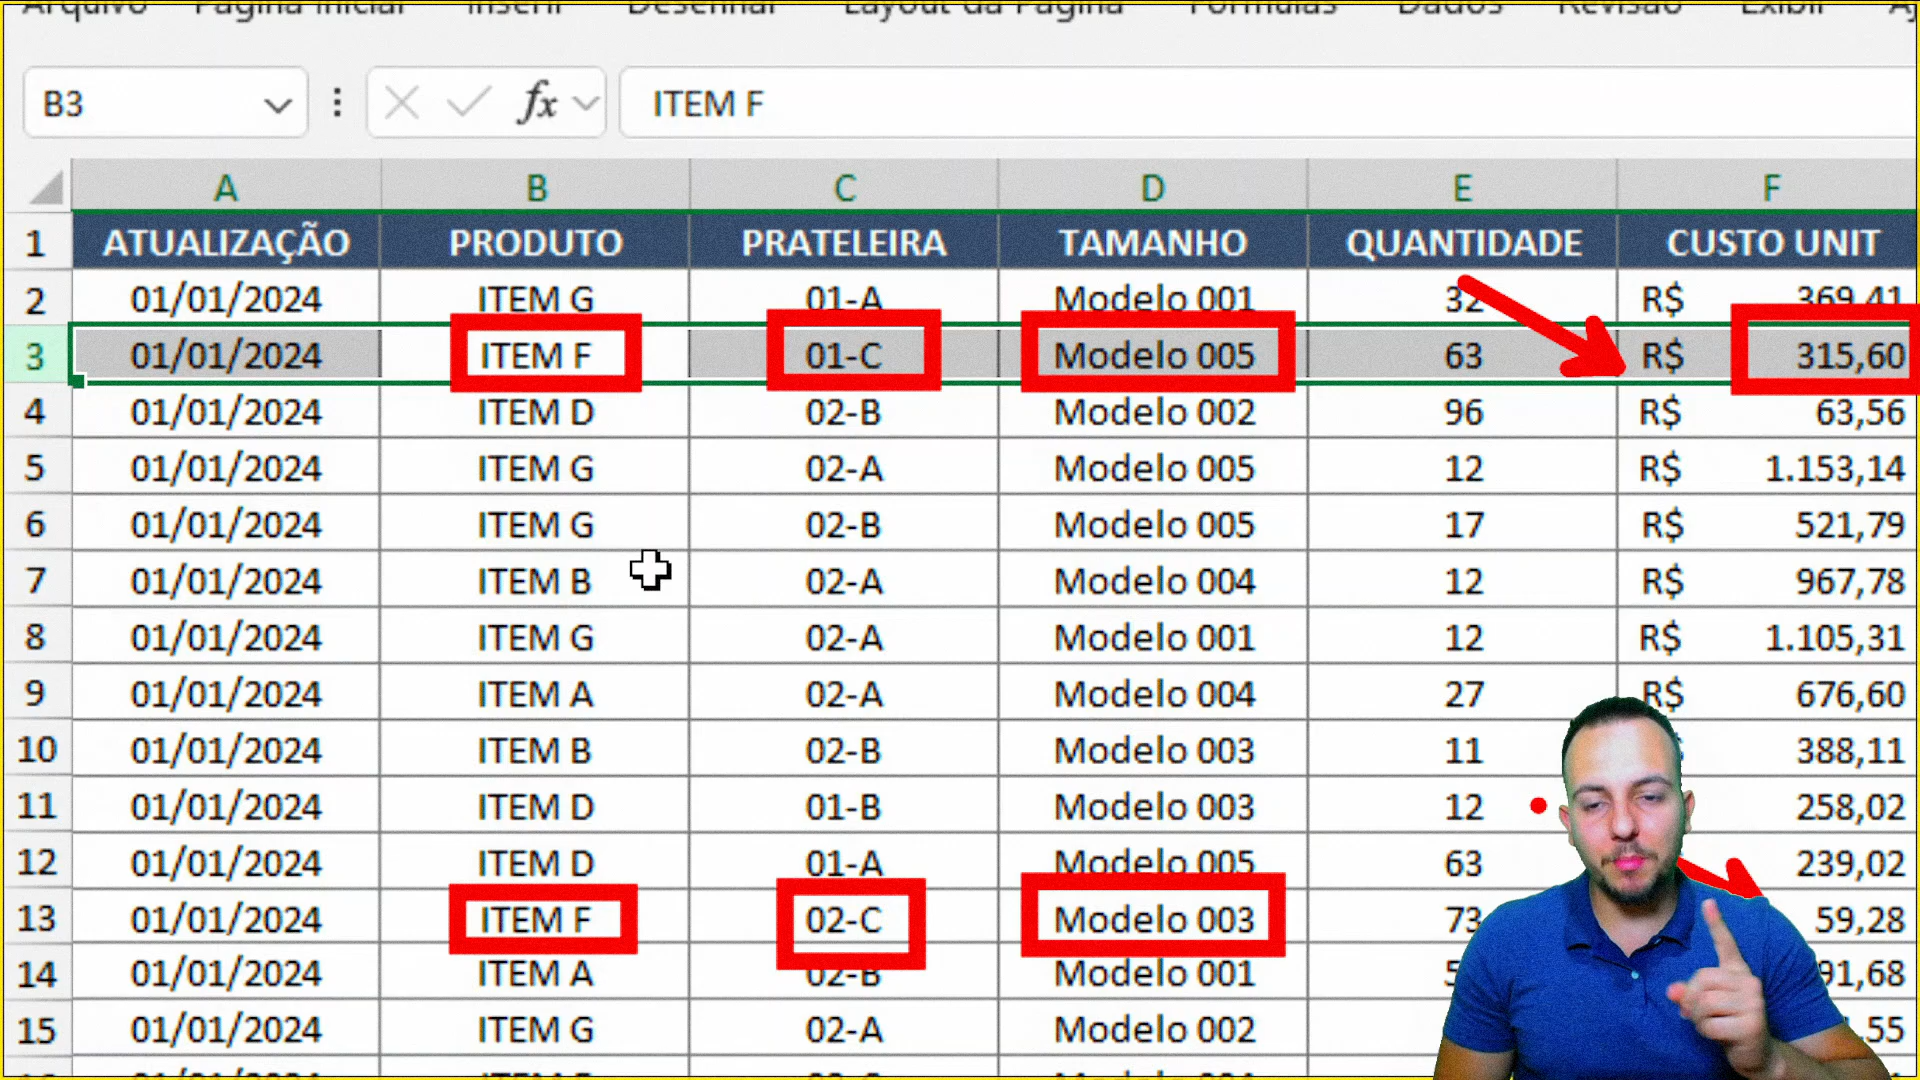 Arquivo Página Inicial Inserir Desenhar Layout da Página Fórmulas Dados Revisão Exibir
B3 fx ITEM F
A B C D E F
1 ATUALIZAÇÃO PRODUTO PRATELEIRA TAMANHO QUANTIDADE CUSTO UNIT
2 01/01/2024 ITEM G 01-A Modelo 001 32 R$ 369,41
3 01/01/2024 ITEM F 01-C Modelo 005 63 R$ 315,60
4 01/01/2024 ITEM D 02-B Modelo 002 96 R$ 63,56
5 01/01/2024 ITEM G 02-A Modelo 005 12 R$ 1.153,14
6 01/01/2024 ITEM G 02-B Modelo 005 17 R$ 521,79
7 01/01/2024 ITEM B 02-A Modelo 004 12 R$ 967,78
8 01/01/2024 ITEM G 02-A Modelo 001 12 R$ 1.105,31
9 01/01/2024 ITEM A 02-A Modelo 004 27 R$ 676,60
10 01/01/2024 ITEM B 02-B Modelo 003 11 388,11
11 01/01/2024 ITEM D 01-B Modelo 003 12 258,02
12 01/01/2024 ITEM D 01-A Modelo 005 63 239,02
13 01/01/2024 ITEM F 02-C Modelo 003 73 59,28
14 01/01/2024 ITEM A 02-B Modelo 001 91,68
15 01/01/2024 ITEM G 02-A Modelo 002 ,55